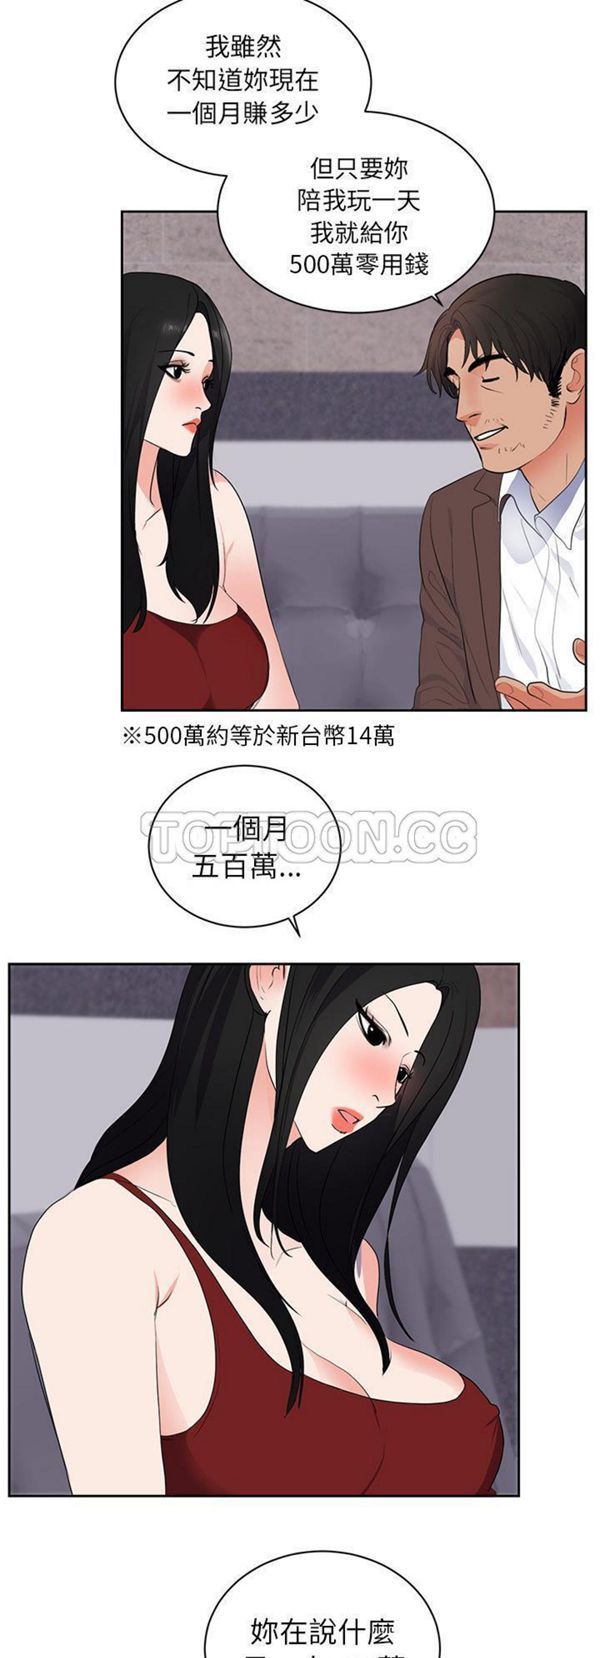 我雖然
不知道妳現在
一個月賺多少
但只要妳
陪我玩一天
我就給你
500萬零用錢
※500萬約等於新台幣14萬
TOPTOON.CC
一個月
五百萬...
妳在說什麼